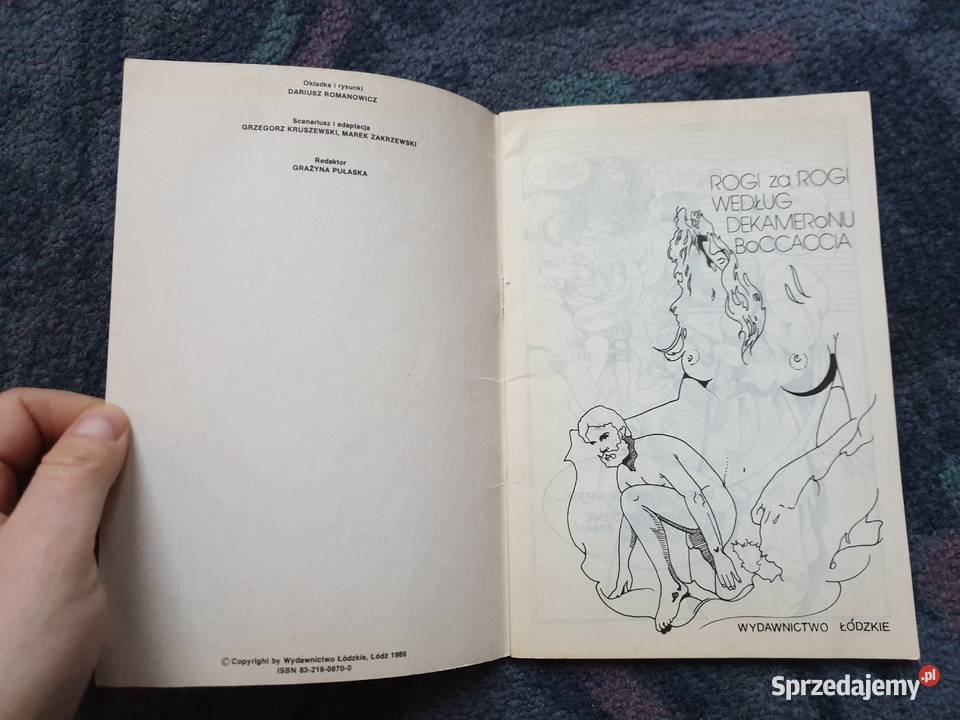 Okładka i rysunki
DARIUSZ ROMANOWICZ
Scenariusz i adaptacja
GRZEGORZ KRUSZEWSKI, MAREK ZAKRZEWSKI
Redaktor
GRAŻYNA PUŁASKA
© Copyright by Wydawnictwo Łódzkie, Łódź 1989
ISBN 83-218-0870-0
ROGI za ROGI
WEDŁUG
DEKAMERoNU
BoCCACCIA
WYDAWNICTWO ŁÓDZKIE
Sprzedajemy.pl